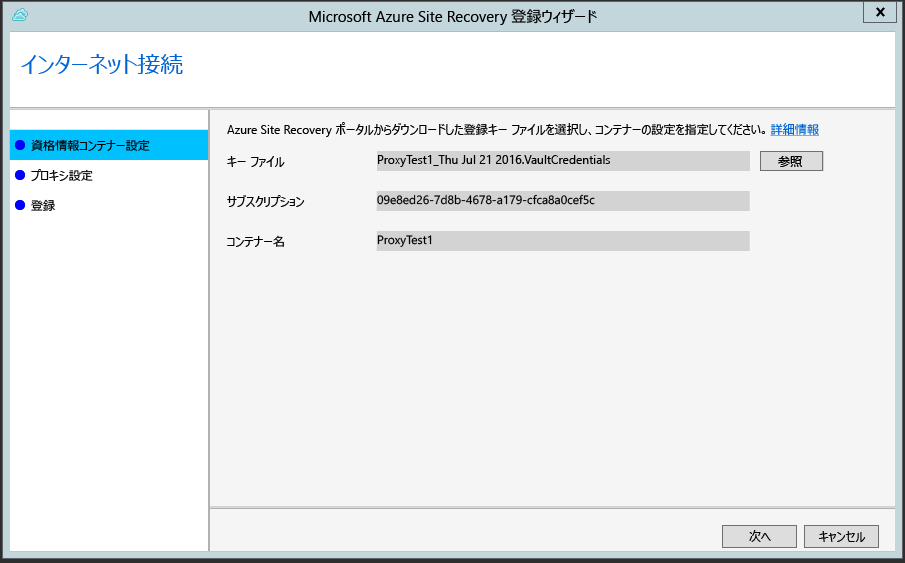 Microsoft Azure Site Recovery 登録ウィザード
インターネット接続
資格情報コンテナー設定
プロキシ設定
登録
Azure Site Recovery ポータルからダウンロードした登録キー ファイルを選択し、コンテナーの設定を指定してください。 詳細情報
キー ファイル ProxyTest1_Thu Jul 21 2016.VaultCredentials 参照
サブスクリプション 09e8ed26-7d8b-4678-a179-cfca8a0cef5c
コンテナー名 ProxyTest1
次へ キャンセル